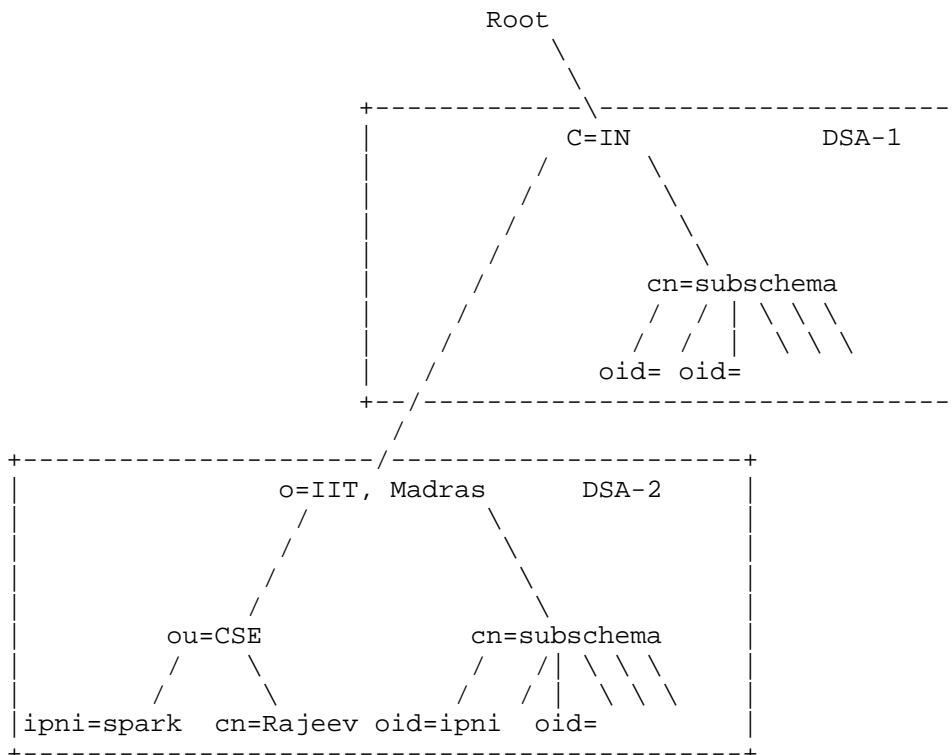 Root
C=IN DSA-1
cn=subschema
oid= oid=
o=IIT, Madras DSA-2
ou=CSE cn=subschema
ipni=spark cn=Rajeev oid=ipni oid=